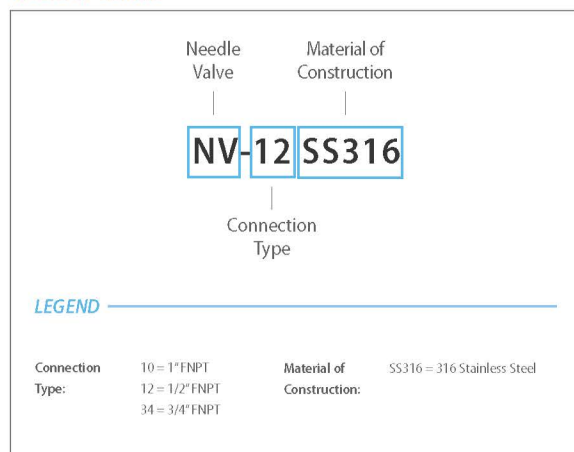 Needle Valve
Material of Construction
NV-12 SS316
Connection Type
LEGEND
Connection Type:
10 = 1" FNPT
12 = 1/2" FNPT
34 = 3/4" FNPT
Material of Construction:
SS316 = 316 Stainless Steel